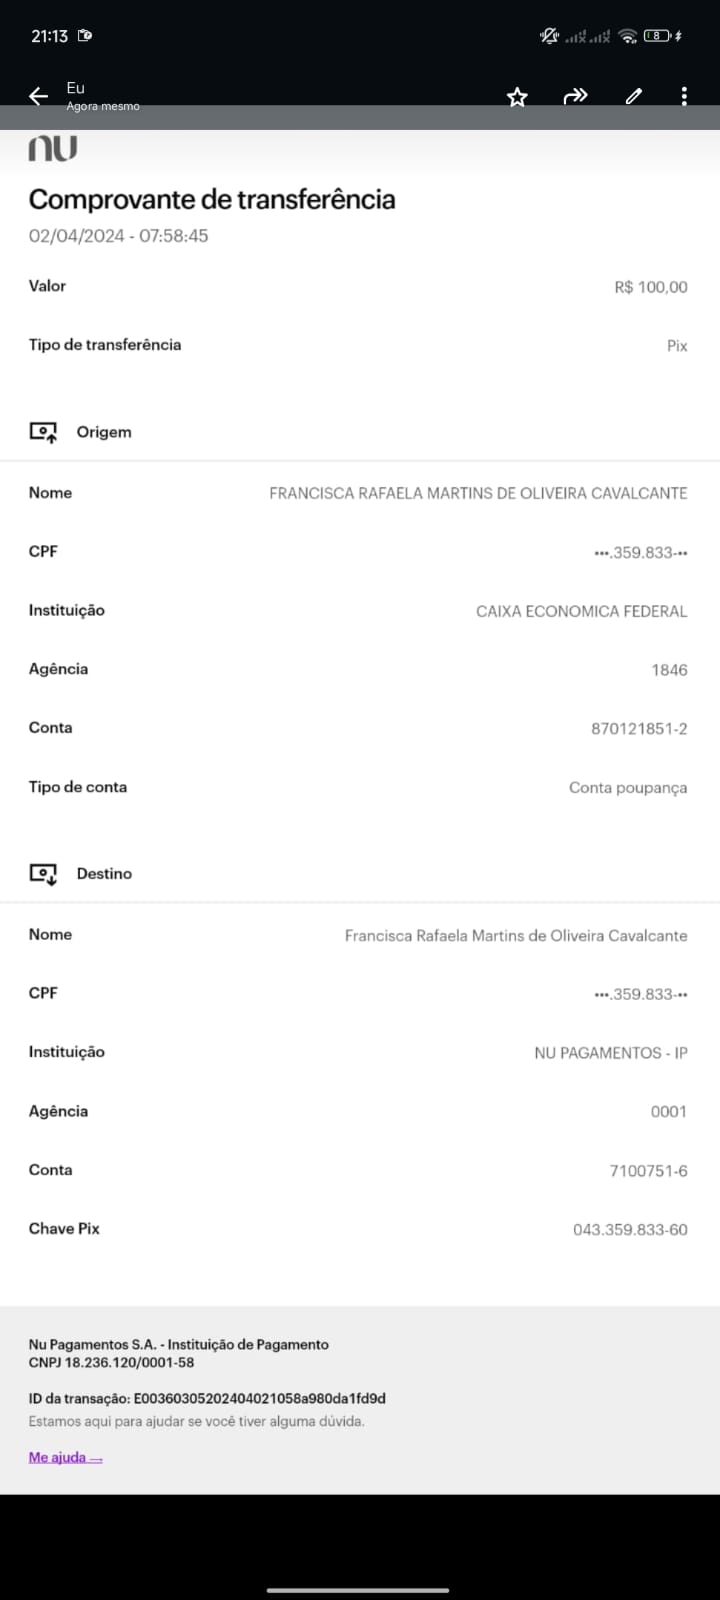 21:13
8
Eu
Agora mesmo
nu
Comprovante de transferência
02/04/2024 - 07:58:45
Valor R$ 100,00
Tipo de transferência Pix
Origem
Nome FRANCISCA RAFAELA MARTINS DE OLIVEIRA CAVALCANTE
CPF •••.359.833-••
Instituição CAIXA ECONOMICA FEDERAL
Agência 1846
Conta 870121851-2
Tipo de conta Conta poupança
Destino
Nome Francisca Rafaela Martins de Oliveira Cavalcante
CPF •••.359.833-••
Instituição NU PAGAMENTOS - IP
Agência 0001
Conta 7100751-6
Chave Pix 043.359.833-60
Nu Pagamentos S.A. - Instituição de Pagamento
CNPJ 18.236.120/0001-58
ID da transação: E00360305202404021058a980da1fd9d
Estamos aqui para ajudar se você tiver alguma dúvida.
Me ajuda →